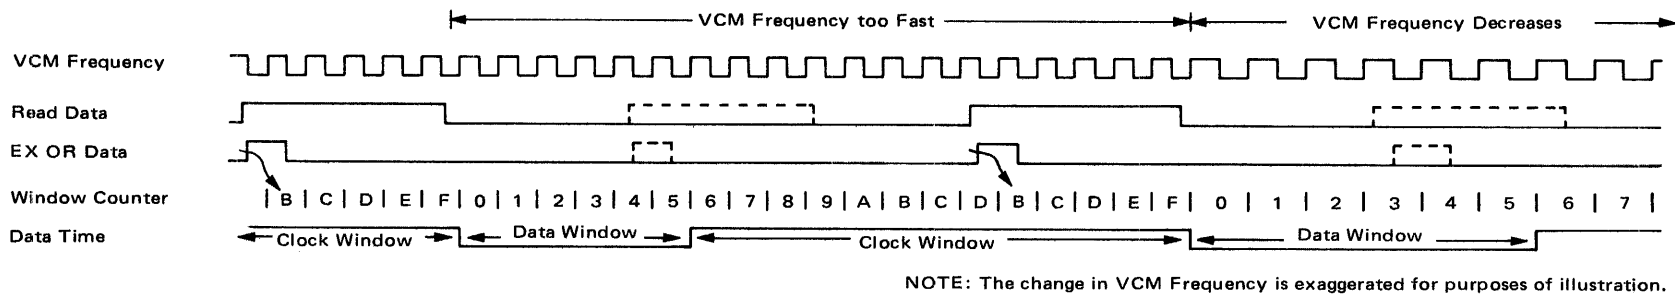 VCM Frequency too Fast
VCM Frequency Decreases
VCM Frequency
Read Data
EX OR Data
Window Counter | B | C | D | E | F | 0 | 1 | 2 | 3 | 4 | 5 | 6 | 7 | 8 | 9 | A | B | C | D | B | C | D | E | F | 0 | 1 | 2 | 3 | 4 | 5 | 6 | 7 |
Data Time Clock Window Data Window Clock Window Data Window
NOTE: The change in VCM Frequency is exaggerated for purposes of illustration.